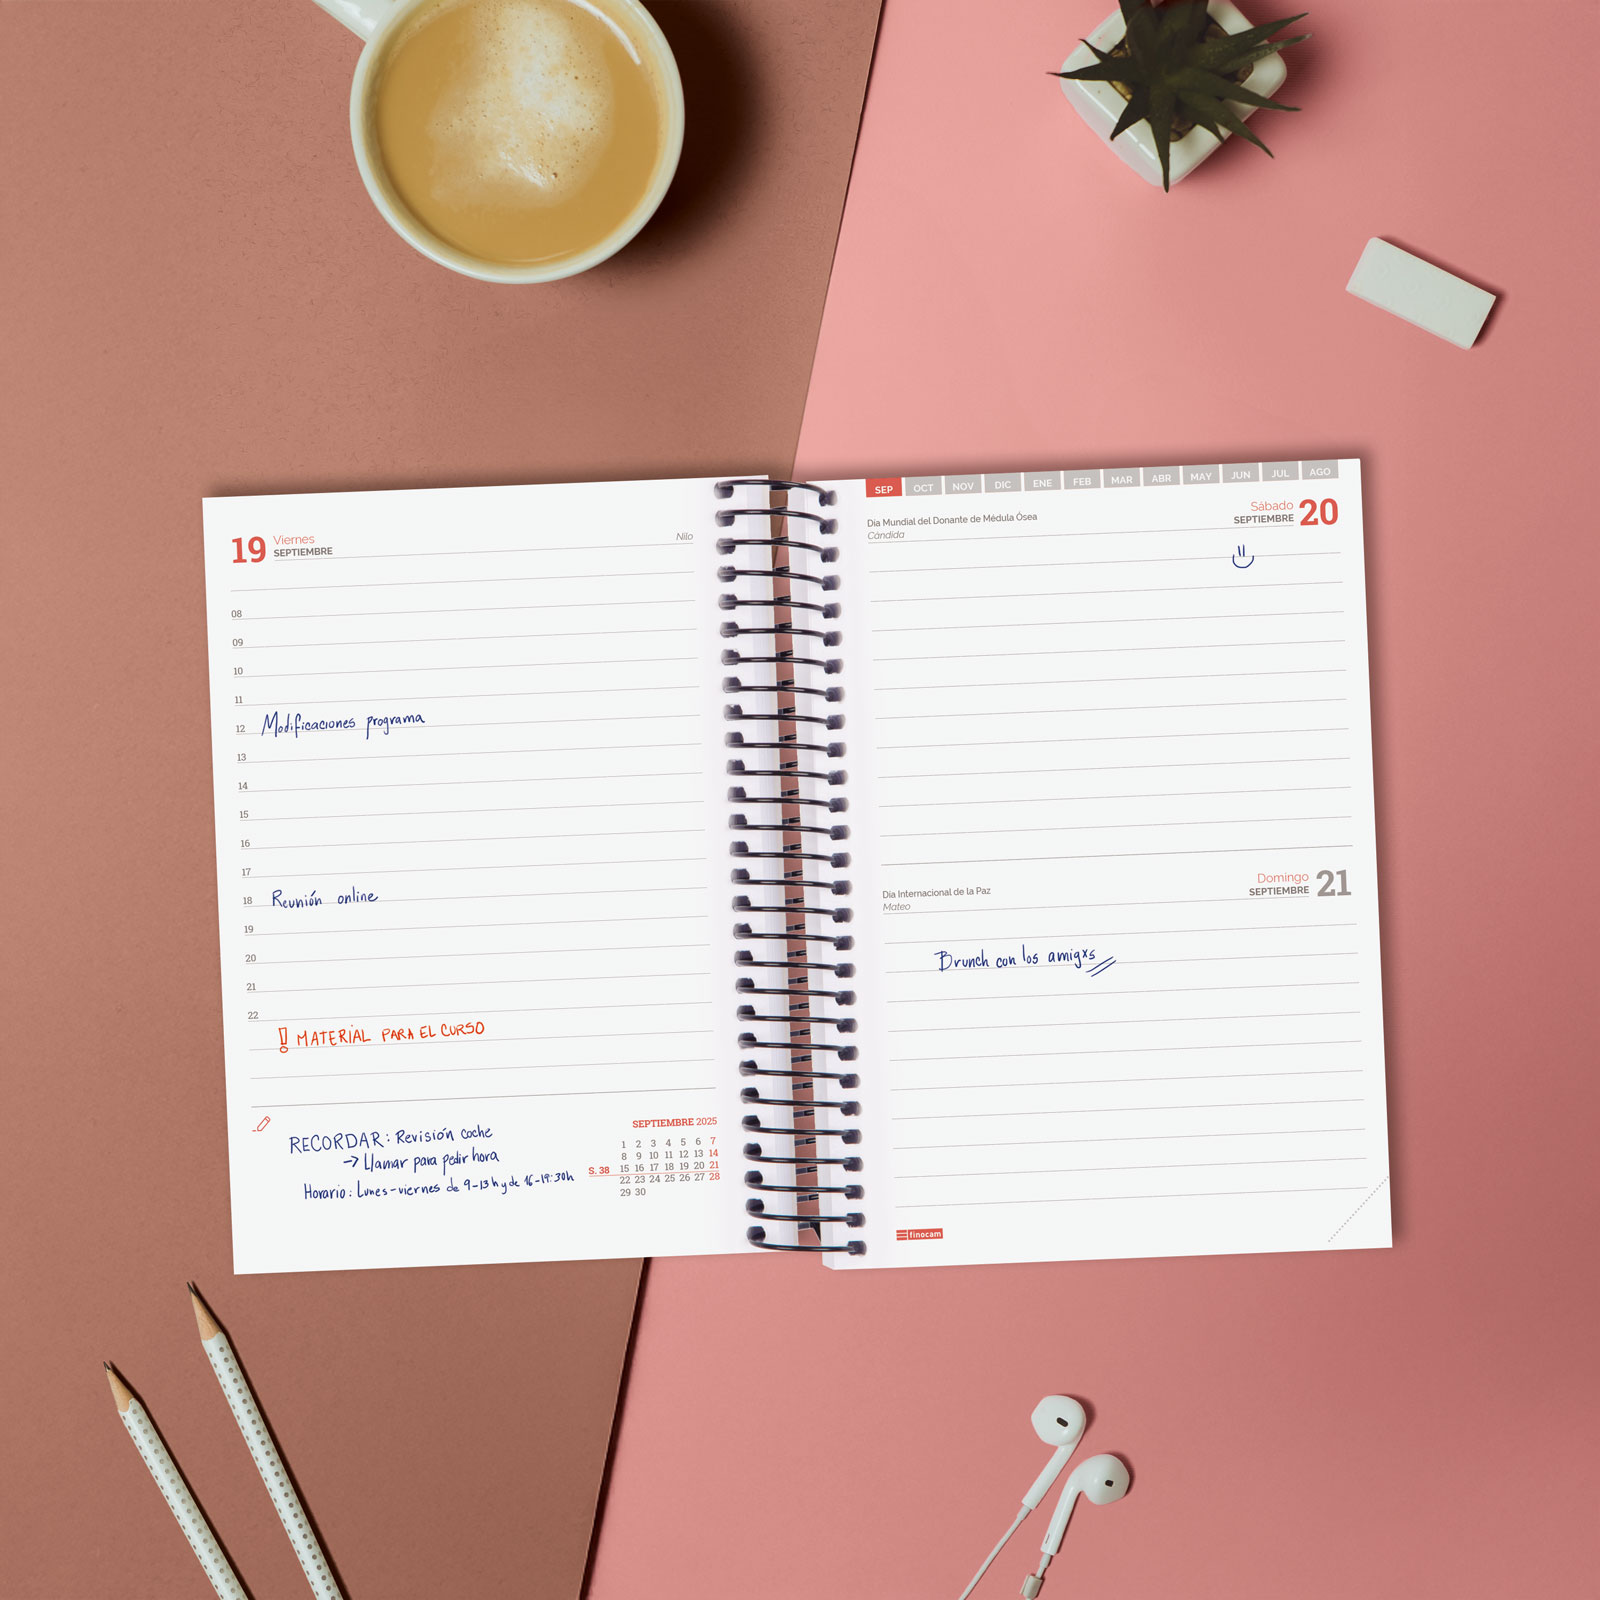 19 Viernes
SEPTIEMBRE
Nilo
08
09
10
11
12 Modificaciones programa
13
14
15
16
17
18 Reunión online
19
20
21
22
! MATERIAL PARA EL CURSO
RECORDAR: Revisión coche
→ Llamar para pedir hora
Horario: Lunes-viernes de 9-13h y de 16-19:30h
SEPTIEMBRE 2025
1 2 3 4 5 6 7
8 9 10 11 12 13 14
S. 38 15 16 17 18 19 20 21
22 23 24 25 26 27 28
29 30
SEP OCT NOV DIC ENE FEB MAR ABR MAY JUN JUL AGO
Día Mundial del Donante de Médula Ósea
Cándida
Sábado
SEPTIEMBRE 20
Día Internacional de la Paz
Mateo
Domingo
SEPTIEMBRE 21
Brunch con los amigxs
finocam